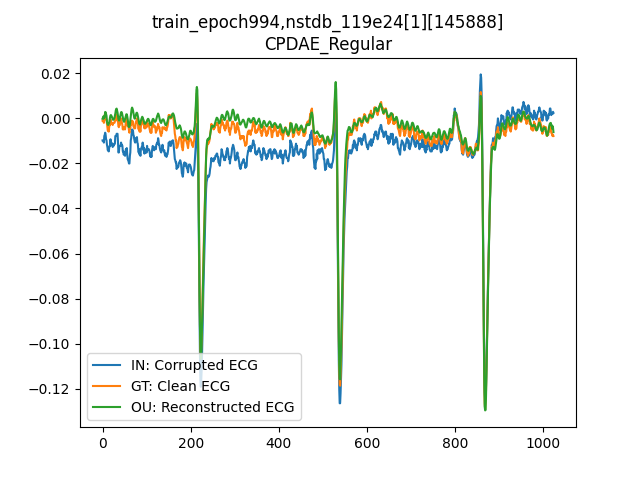 train_epoch994,nstdb_119e24[1][145888]
CPDAE_Regular
0.02
0.00
−0.02
−0.04
−0.06
−0.08
−0.10
−0.12
IN: Corrupted ECG
GT: Clean ECG
OU: Reconstructed ECG
0 200 400 600 800 1000